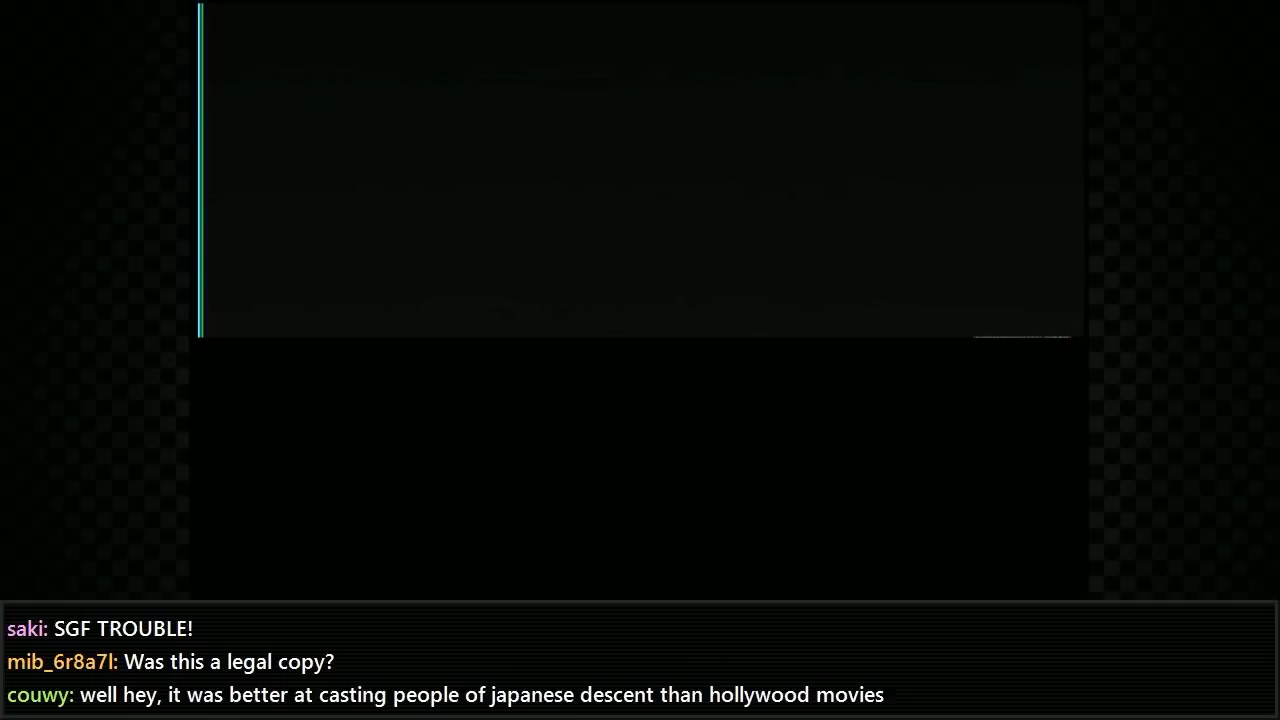 saki: SGF TROUBLE!
mib_6r8a7l: Was this a legal copy?
couwy: well hey, it was better at casting people of japanese descent than hollywood movies